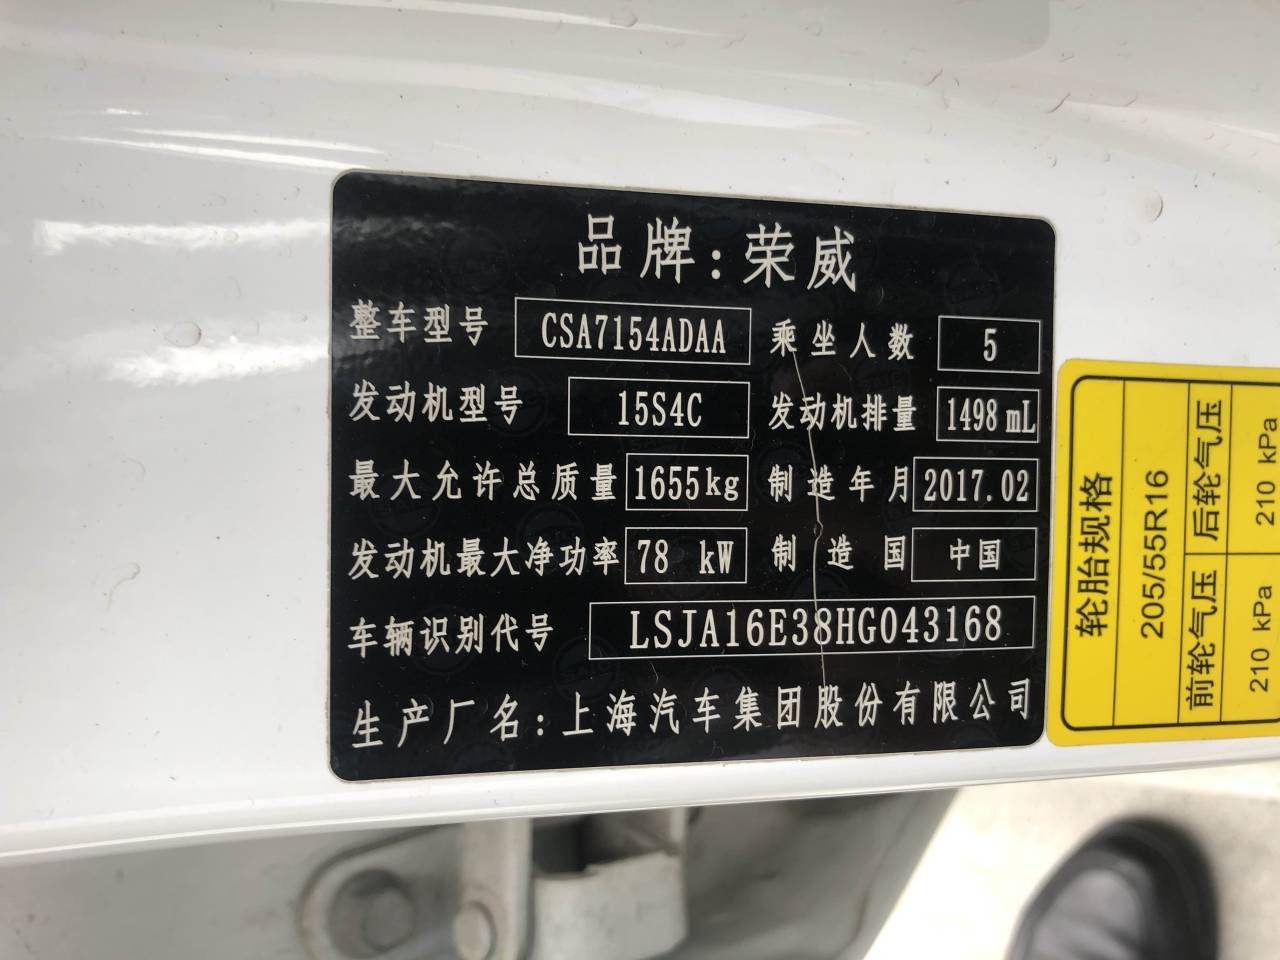 品牌：荣威
整车型号 CSA7154ADAA 乘坐人数 5
发动机型号 15S4C 发动机排量 1498 mL
最大允许总质量 1655kg 制造年月 2017.02
发动机最大净功率 78 kW 制造国 中国
车辆识别代号 LSJA16E38HG043168
生产厂名：上海汽车集团股份有限公司
轮胎规格
205/55R16
前轮气压 后轮气压
210 kPa 210 kPa